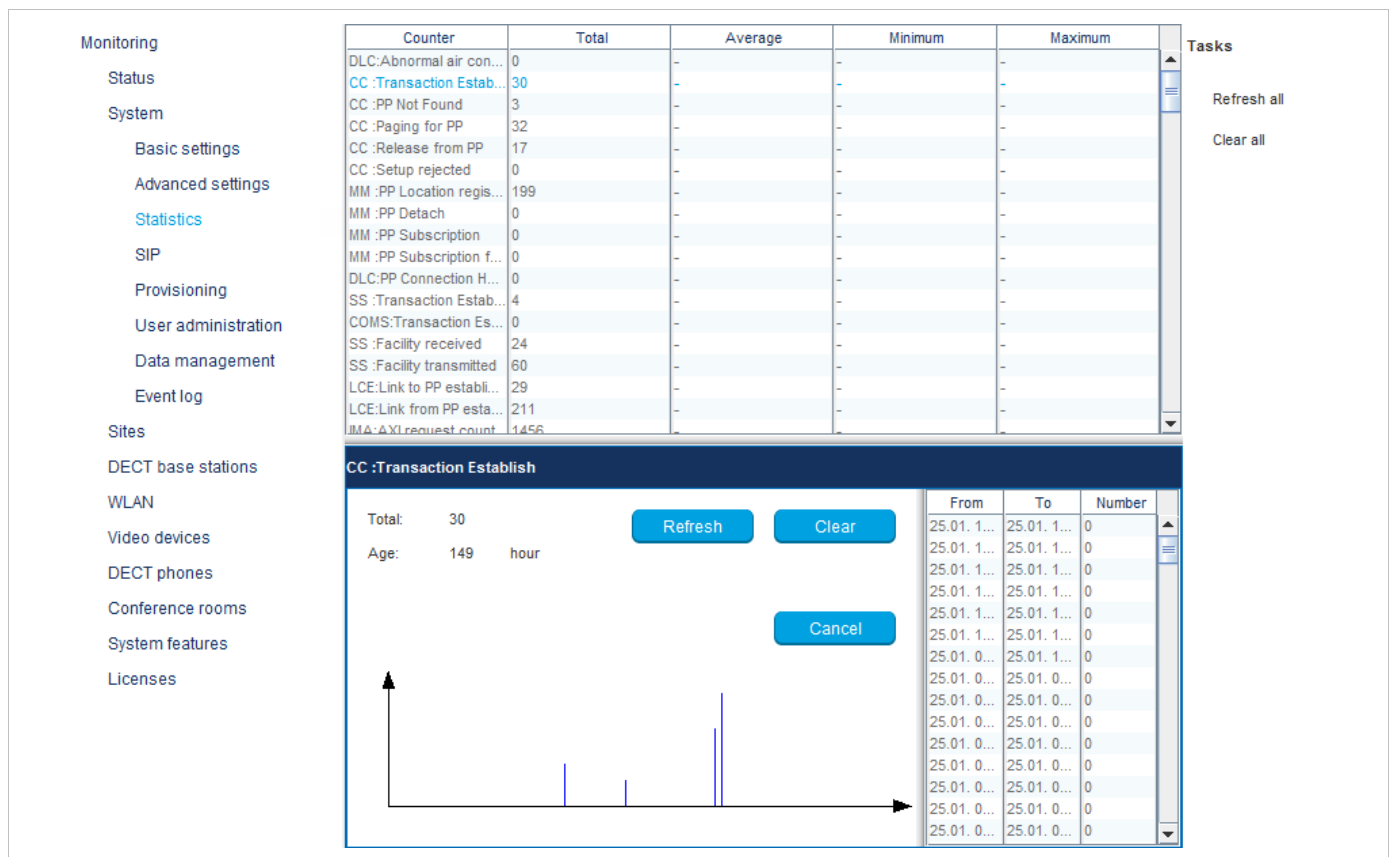 Monitoring
Status
System
Basic settings
Advanced settings
Statistics
SIP
Provisioning
User administration
Data management
Event log
Sites
DECT base stations
WLAN
Video devices
DECT phones
Conference rooms
System features
Licenses
Counter Total Average Minimum Maximum
DLC:Abnormal air con... 0 - - -
CC :Transaction Estab... 30 - - -
CC :PP Not Found 3 - - -
CC :Paging for PP 32 - - -
CC :Release from PP 17 - - -
CC :Setup rejected 0 - - -
MM :PP Location regis... 199 - - -
MM :PP Detach 0 - - -
MM :PP Subscription 0 - - -
MM :PP Subscription f... 0 - - -
DLC:PP Connection H... 0 - - -
SS :Transaction Estab... 4 - - -
COMS:Transaction Es... 0 - - -
SS :Facility received 24 - - -
SS :Facility transmitted 60 - - -
LCE:Link to PP establi... 29 - - -
LCE:Link from PP esta... 211 - - -
IMA:AXI request count 1456 - - -
Tasks
Refresh all
Clear all
CC :Transaction Establish
Total: 30
Age: 149 hour
Refresh Clear
Cancel
From To Number
25.01. 1... 25.01. 1... 0
25.01. 1... 25.01. 1... 0
25.01. 1... 25.01. 1... 0
25.01. 1... 25.01. 1... 0
25.01. 1... 25.01. 1... 0
25.01. 1... 25.01. 1... 0
25.01. 0... 25.01. 1... 0
25.01. 0... 25.01. 0... 0
25.01. 0... 25.01. 0... 0
25.01. 0... 25.01. 0... 0
25.01. 0... 25.01. 0... 0
25.01. 0... 25.01. 0... 0
25.01. 0... 25.01. 0... 0
25.01. 0... 25.01. 0... 0
25.01. 0... 25.01. 0... 0